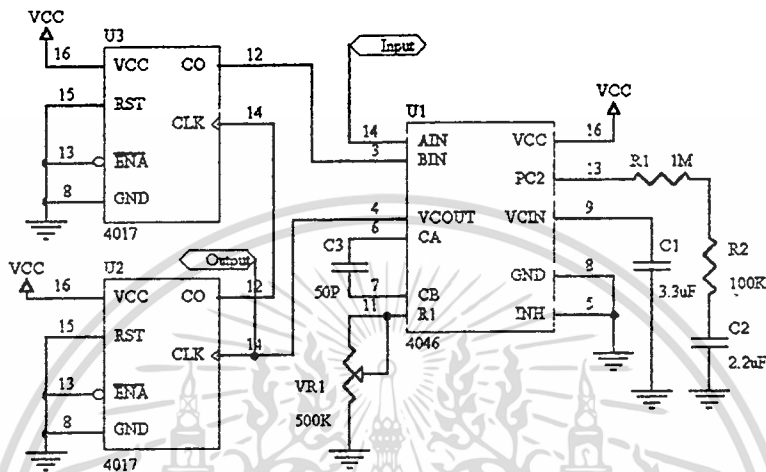 VCC
U3
16
VCC
CO
12
15
RST
CLK
14
13
ENA
8
GND
4017
Input
U1
14
AIN
3
BIN
VCC
16
VCC
PC2
13
R1
1M
4
VCOUT
VCIN
9
6
CA
C3
50P
7
CB
11
R1
GND
8
INH
5
4046
C1
3.3uF
R2
100K
C2
2.2uF
VR1
500K
Output
VCC
U2
16
VCC
CO
12
15
RST
CLK
14
13
ENA
8
GND
4017